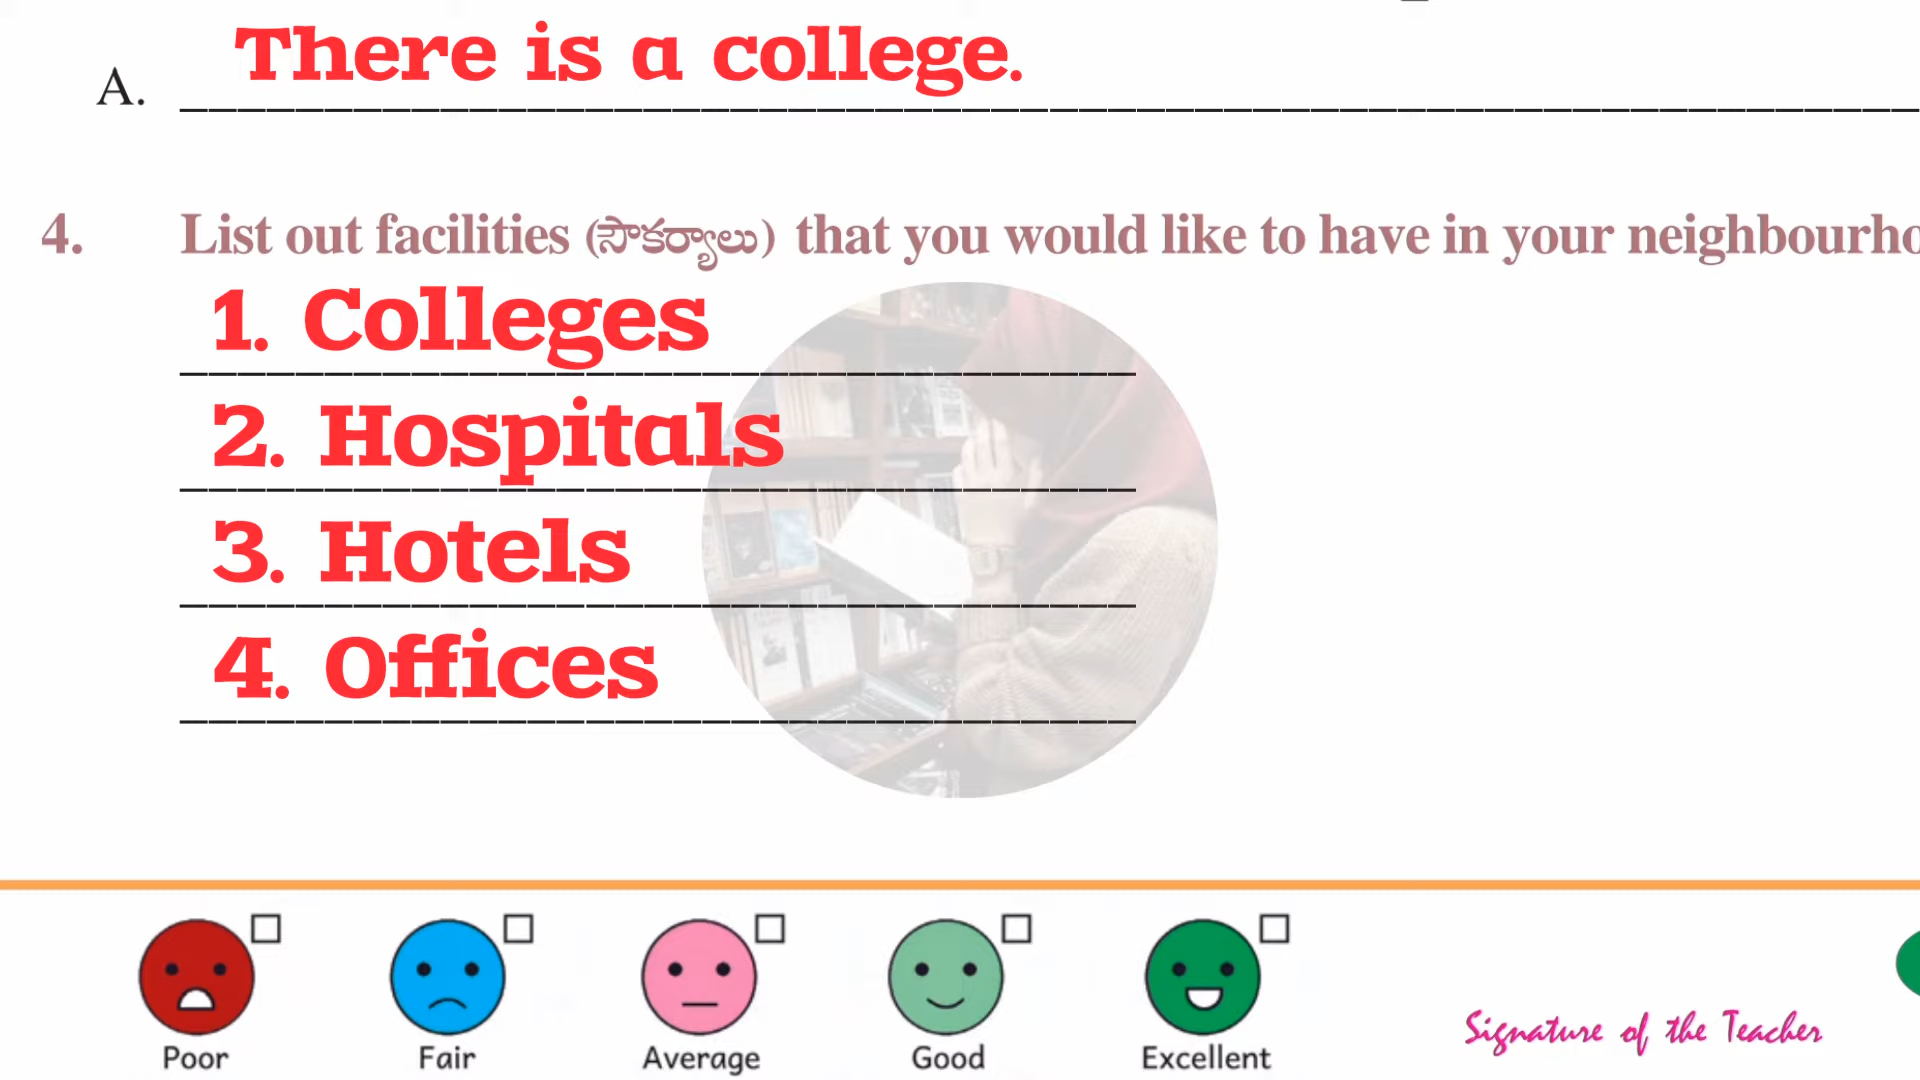 There is a college.
A.
4. List out facilities (సౌకర్యాలు) that you would like to have in your
1. Colleges
2. Hospitals
3. Hotels
4. Offices
Poor Fair Average Good Excellent
Signature of the Teacher